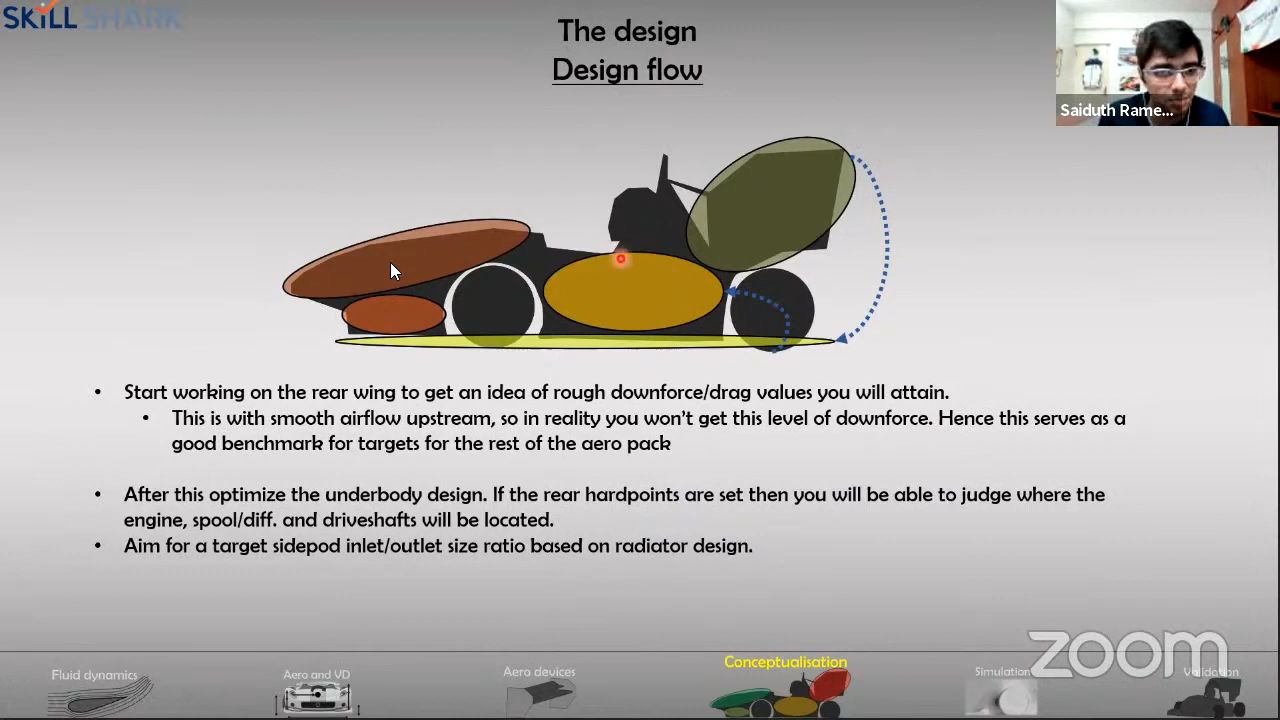 SKILL SHARK
The design
Design flow
Saiduth Rame...
• Start working on the rear wing to get an idea of rough downforce/drag values you will attain.
• This is with smooth airflow upstream, so in reality you won't get this level of downforce. Hence this serves as a
good benchmark for targets for the rest of the aero pack
• After this optimize the underbody design. If the rear hardpoints are set then you will be able to judge where the
engine, spool/diff. and driveshafts will be located.
• Aim for a target sidepod inlet/outlet size ratio based on radiator design.
zoom
Fluid dynamics
Aero and VD
Aero devices
Conceptualisation
Simulation
Validation